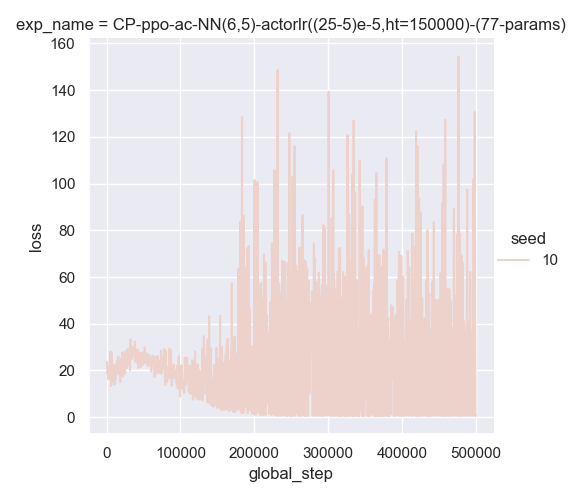 exp_name = CP-ppo-ac-NN(6,5)-actorlr((25-5)e-5,ht=150000)-(77-params)
160
140
120
100
80
60
40
20
0
loss
0 100000 200000 300000 400000 500000
global_step
seed
10